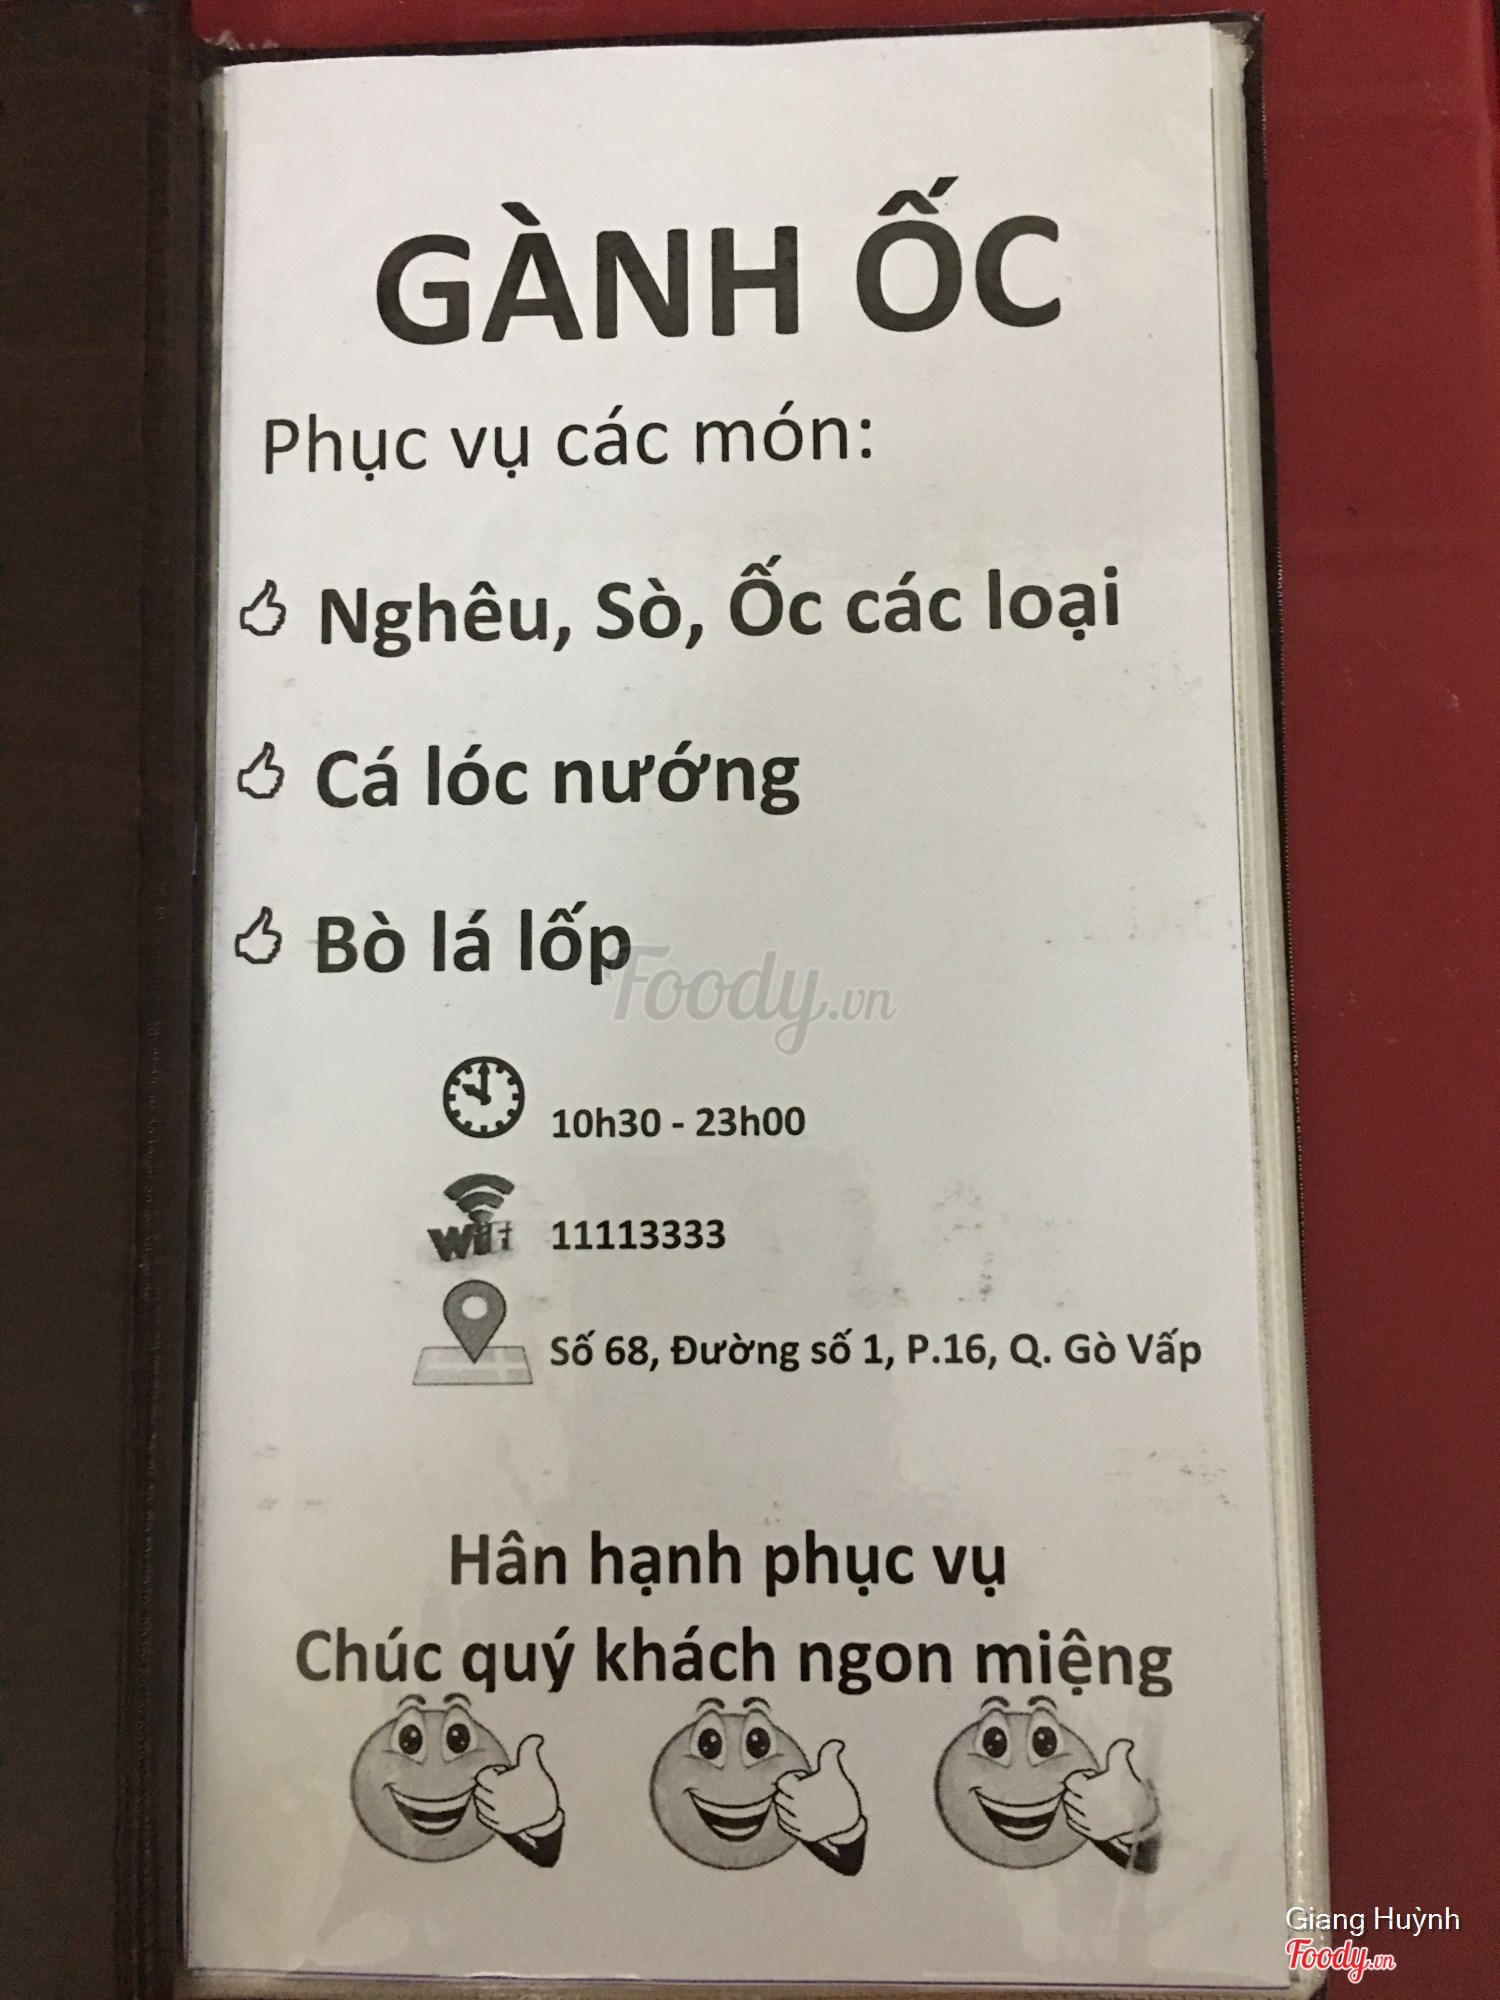 GÀNH ỐC
Phục vụ các món:
Nghêu, Sò, Ốc các loại
Cá lóc nướng
Bò lá lốp
Foody.vn
10h30 - 23h00
WiFi 11113333
Số 68, Đường số 1, P.16, Q. Gò Vấp
Hân hạnh phục vụ
Chúc quý khách ngon miệng
Giang Huỳnh
Foody.vn